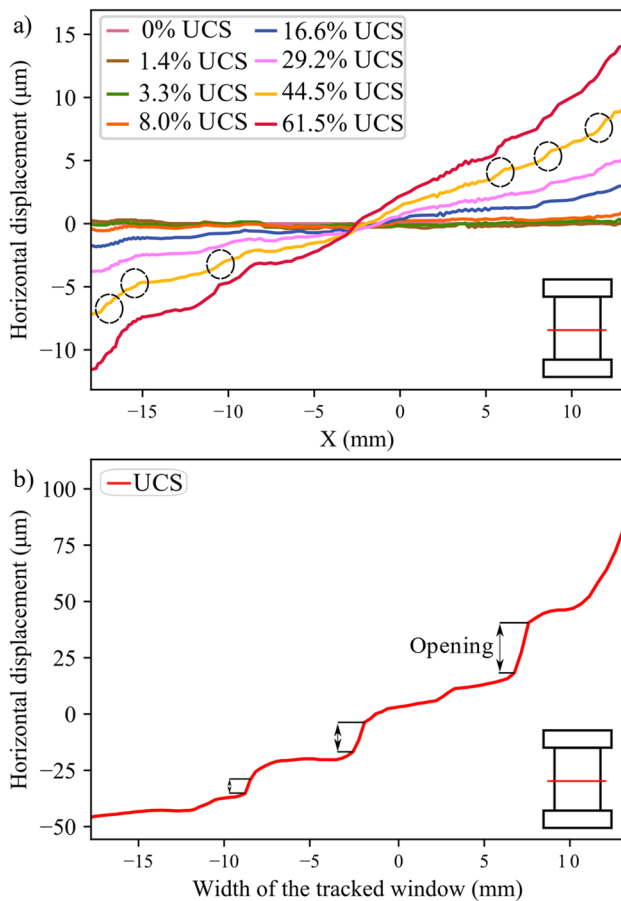 a)
0% UCS
1.4% UCS
3.3% UCS
8.0% UCS
16.6% UCS
29.2% UCS
44.5% UCS
61.5% UCS
Horizontal displacement (μm)
15
10
5
0
−5
−10
−15
−10
−5
0
5
10
X (mm)
b)
UCS
Opening
Horizontal displacement (μm)
100
75
50
25
0
−25
−50
−15
−10
−5
0
5
10
Width of the tracked window (mm)